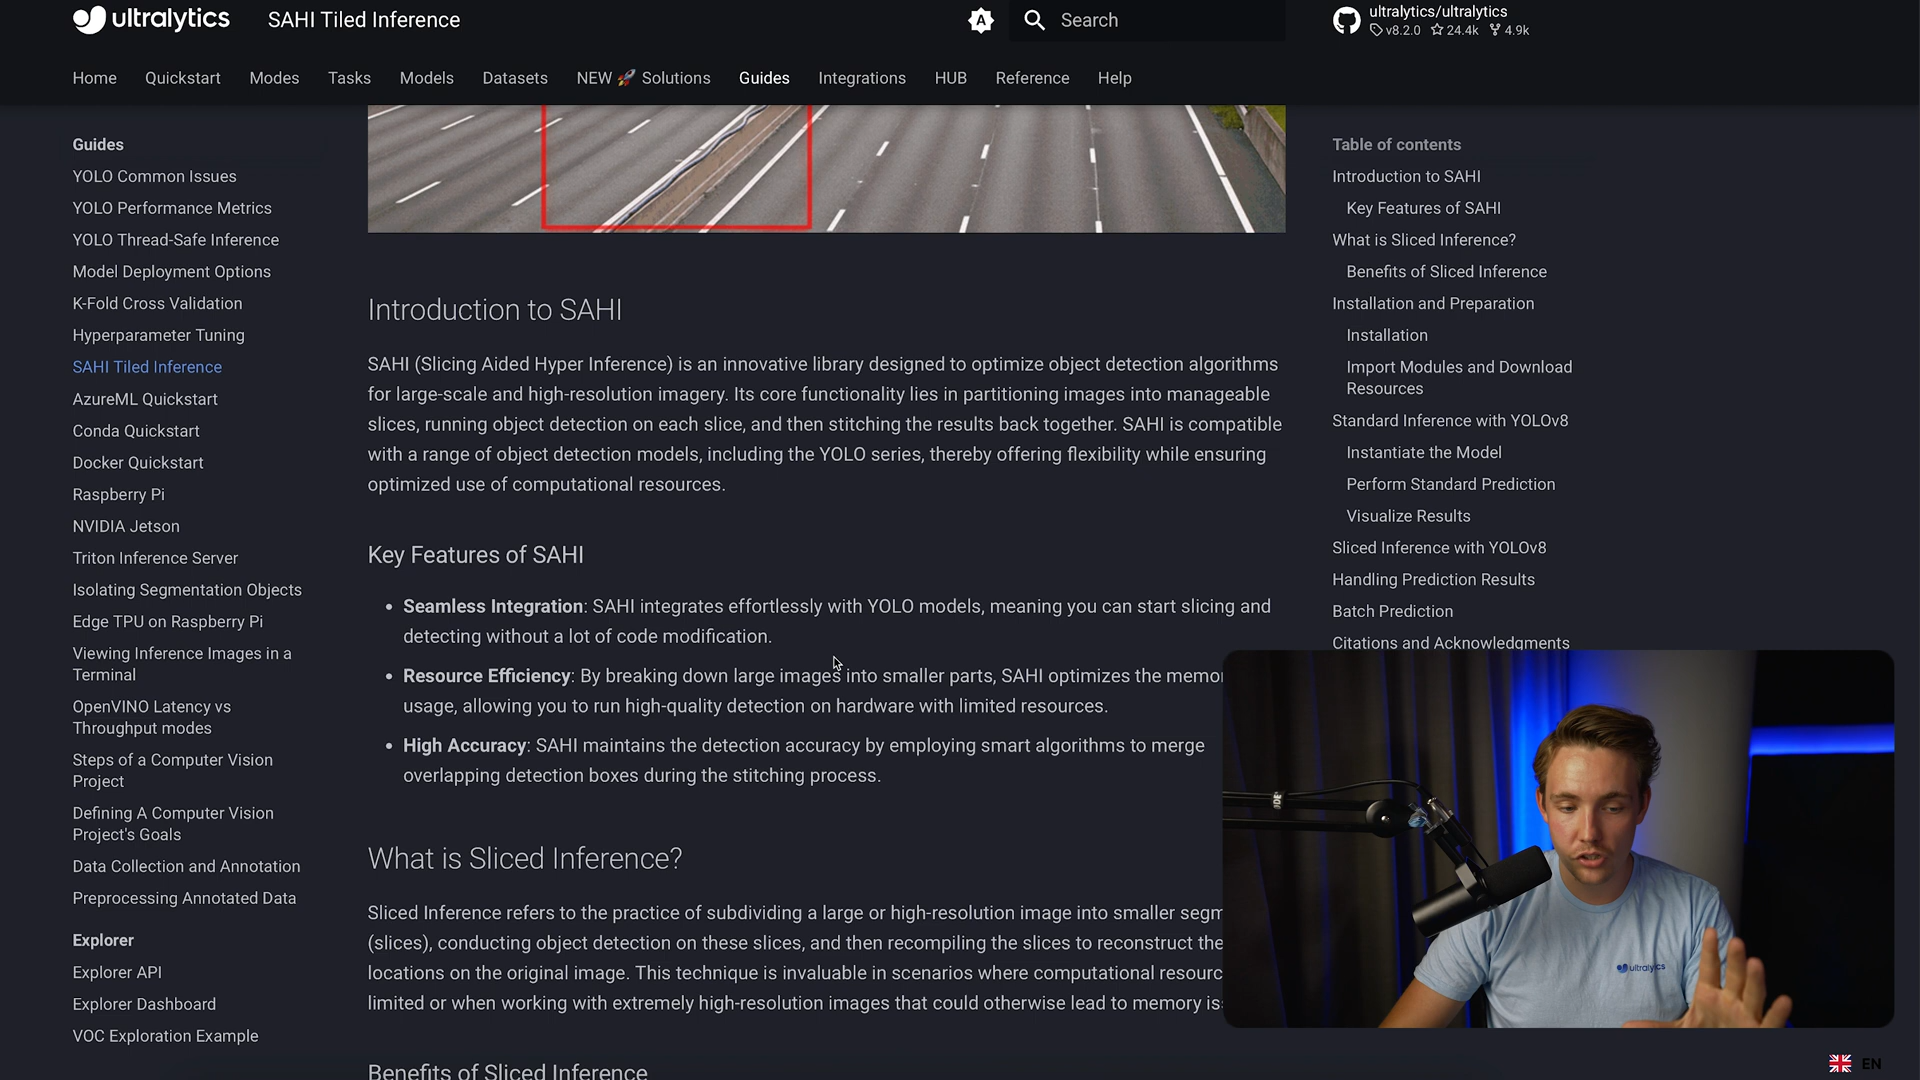 ultralytics
SAHI Tiled Inference
A
Search
ultralytics/ultralytics
v8.2.0 24.4k 4.9k
Home Quickstart Modes Tasks Models Datasets NEW 🚀 Solutions Guides Integrations HUB Reference Help
Guides
YOLO Common Issues
YOLO Performance Metrics
YOLO Thread-Safe Inference
Model Deployment Options
K-Fold Cross Validation
Hyperparameter Tuning
SAHI Tiled Inference
AzureML Quickstart
Conda Quickstart
Docker Quickstart
Raspberry Pi
NVIDIA Jetson
Triton Inference Server
Isolating Segmentation Objects
Edge TPU on Raspberry Pi
Viewing Inference Images in a
Terminal
OpenVINO Latency vs
Throughput modes
Steps of a Computer Vision
Project
Defining A Computer Vision
Project's Goals
Data Collection and Annotation
Preprocessing Annotated Data
Explorer
Explorer API
Explorer Dashboard
VOC Exploration Example
Introduction to SAHI
SAHI (Slicing Aided Hyper Inference) is an innovative library designed to optimize object detection algorithms
for large-scale and high-resolution imagery. Its core functionality lies in partitioning images into manageable
slices, running object detection on each slice, and then stitching the results back together. SAHI is compatible
with a range of object detection models, including the YOLO series, thereby offering flexibility while ensuring
optimized use of computational resources.
Key Features of SAHI
• Seamless Integration: SAHI integrates effortlessly with YOLO models, meaning you can start slicing and
detecting without a lot of code modification.
• Resource Efficiency: By breaking down large images into smaller parts, SAHI optimizes the memor
usage, allowing you to run high-quality detection on hardware with limited resources.
• High Accuracy: SAHI maintains the detection accuracy by employing smart algorithms to merge
overlapping detection boxes during the stitching process.
What is Sliced Inference?
Sliced Inference refers to the practice of subdividing a large or high-resolution image into smaller segm
(slices), conducting object detection on these slices, and then recompiling the slices to reconstruct the
locations on the original image. This technique is invaluable in scenarios where computational resourc
limited or when working with extremely high-resolution images that could otherwise lead to memory is
Benefits of Sliced Inference
Table of contents
Introduction to SAHI
Key Features of SAHI
What is Sliced Inference?
Benefits of Sliced Inference
Installation and Preparation
Installation
Import Modules and Download
Resources
Standard Inference with YOLOv8
Instantiate the Model
Perform Standard Prediction
Visualize Results
Sliced Inference with YOLOv8
Handling Prediction Results
Batch Prediction
Citations and Acknowledgments
ultralytics
EN